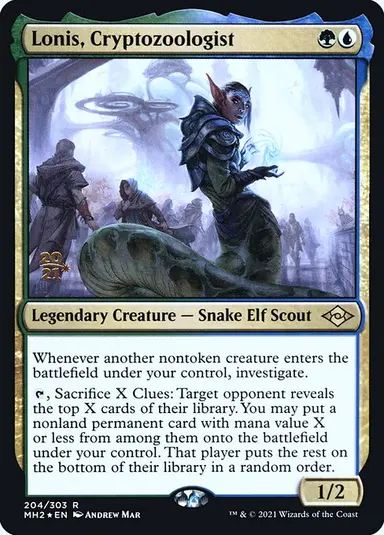 Lonis, Cryptozoologist
2021
Legendary Creature — Snake Elf Scout
Whenever another nontoken creature enters the
battlefield under your control, investigate.
, Sacrifice X Clues: Target opponent reveals
the top X cards of their library. You may put a
nonland permanent card with mana value X
or less from among them onto the battlefield
under your control. That player puts the rest on
the bottom of their library in a random order.
1/2
204/303 R
MH2★EN Andrew Mar
™ & © 2021 Wizards of the Coast